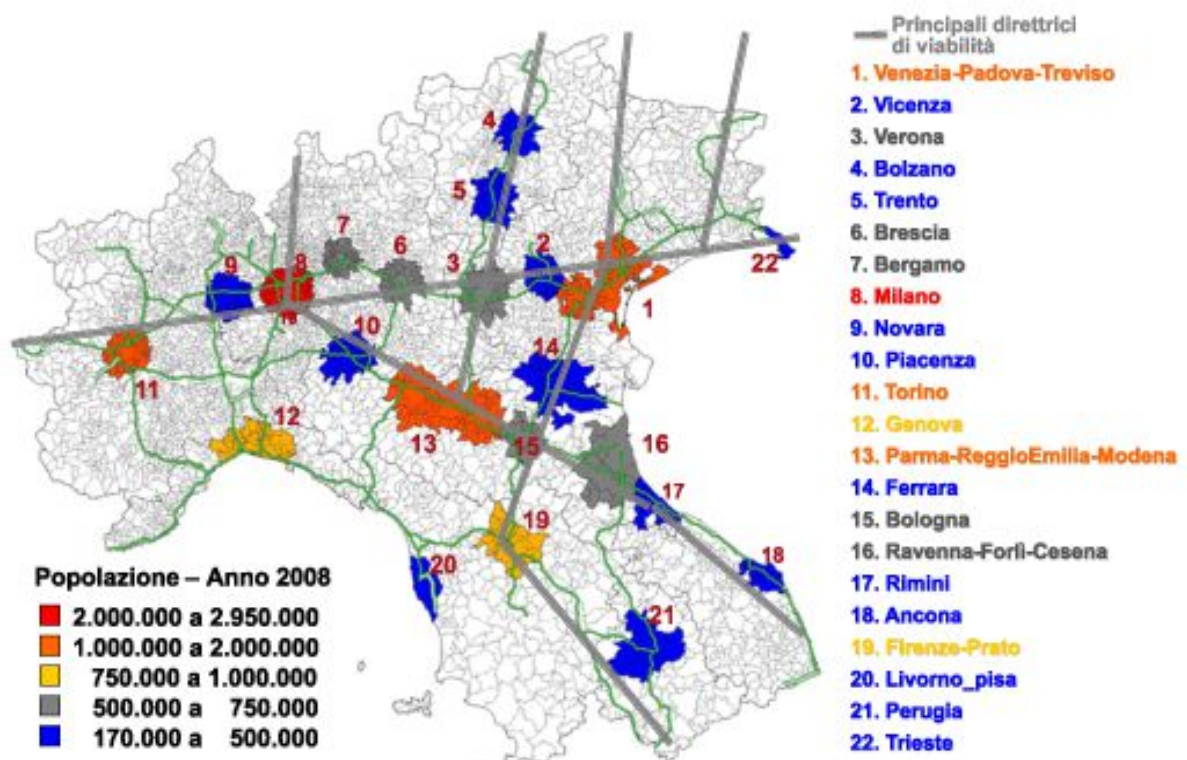 Principali direttrici
di viabilità
1. Venezia-Padova-Treviso
2. Vicenza
3. Verona
4. Bolzano
5. Trento
6. Brescia
7. Bergamo
8. Milano
9. Novara
10. Piacenza
11. Torino
12. Genova
13. Parma-ReggioEmilia-Modena
14. Ferrara
15. Bologna
16. Ravenna-Forlì-Cesena
17. Rimini
18. Ancona
19. Firenze-Prato
20. Livorno_pisa
21. Perugia
22. Trieste
4
5
7
6
3
2
22
9
8
1
10
14
11
12
13
15
16
17
19
18
20
21
Popolazione – Anno 2008
2.000.000 a 2.950.000
1.000.000 a 2.000.000
750.000 a 1.000.000
500.000 a 750.000
170.000 a 500.000